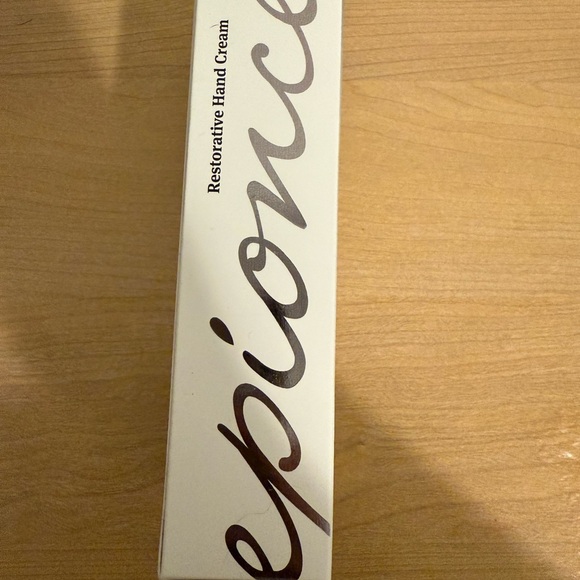 epionce
Restorative Hand Cream